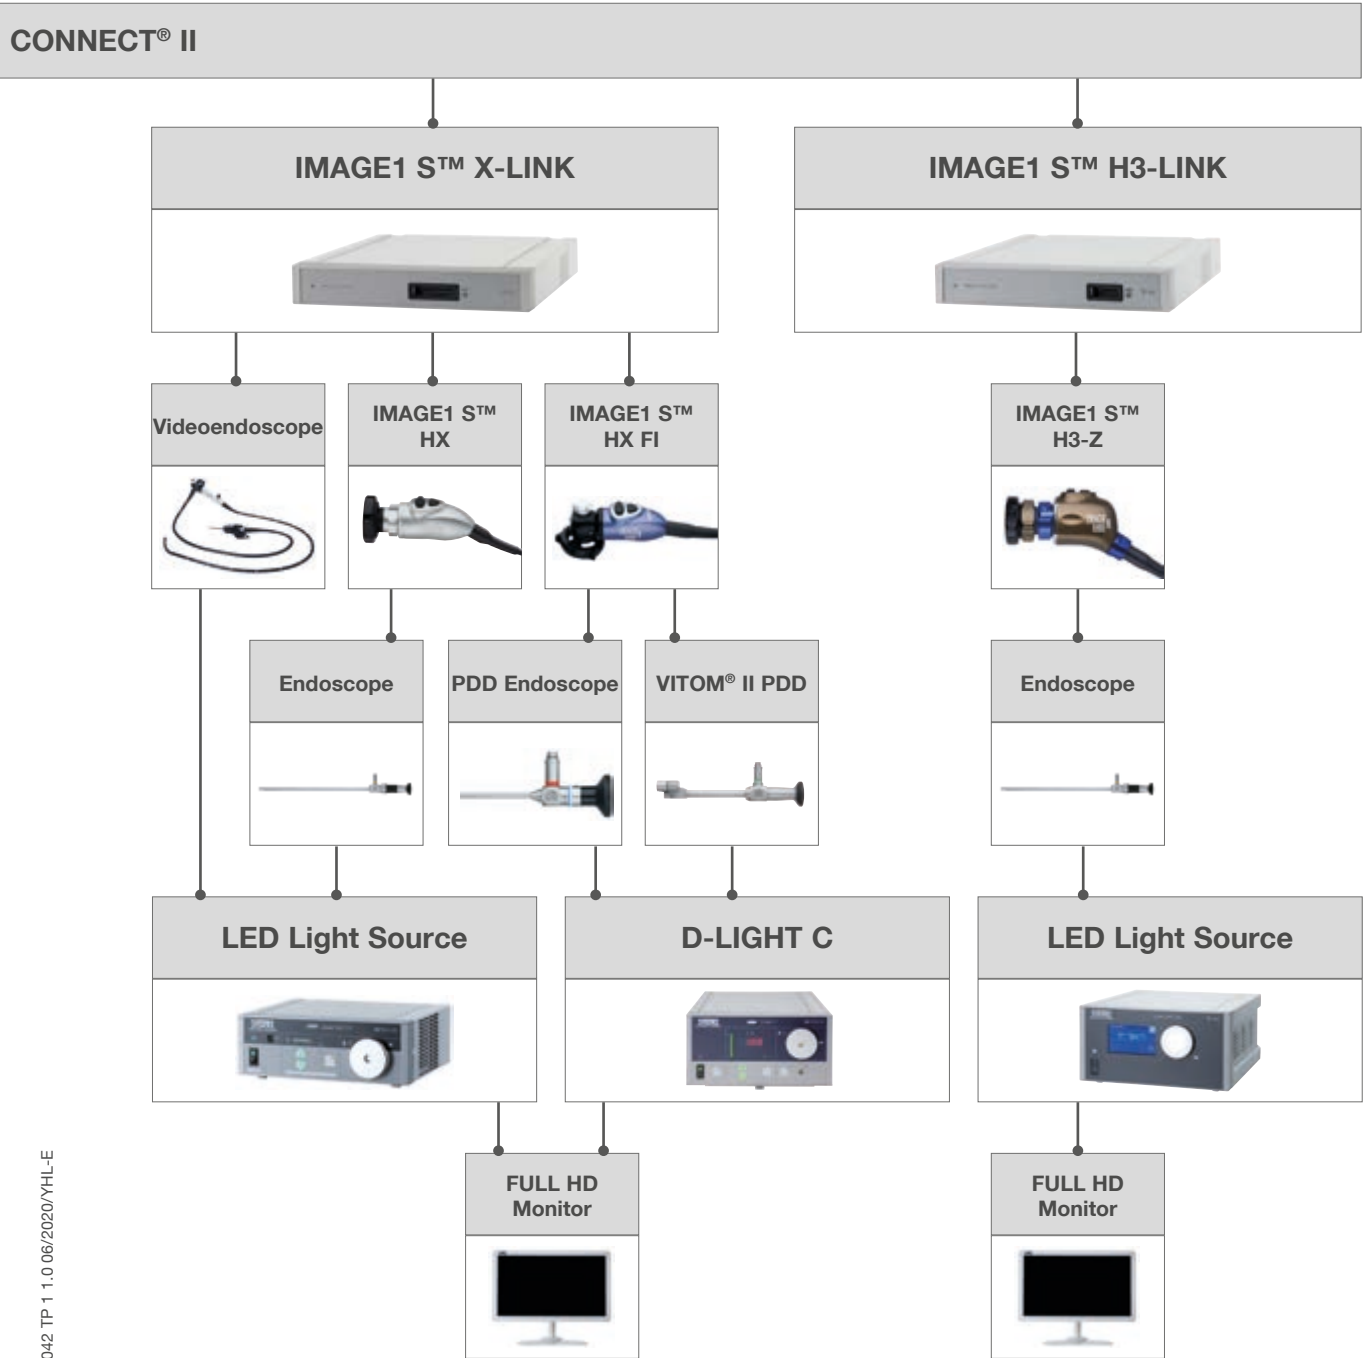 CONNECT® II
IMAGE1 S™ X-LINK
IMAGE1 S™ H3-LINK
Videoendoscope
IMAGE1 S™
HX
IMAGE1 S™
HX FI
IMAGE1 S™
H3-Z
Endoscope
PDD Endoscope
VITOM® II PDD
Endoscope
LED Light Source
D-LIGHT C
LED Light Source
FULL HD
Monitor
FULL HD
Monitor
042 TP 1 1.0 06/2020/YHL-E